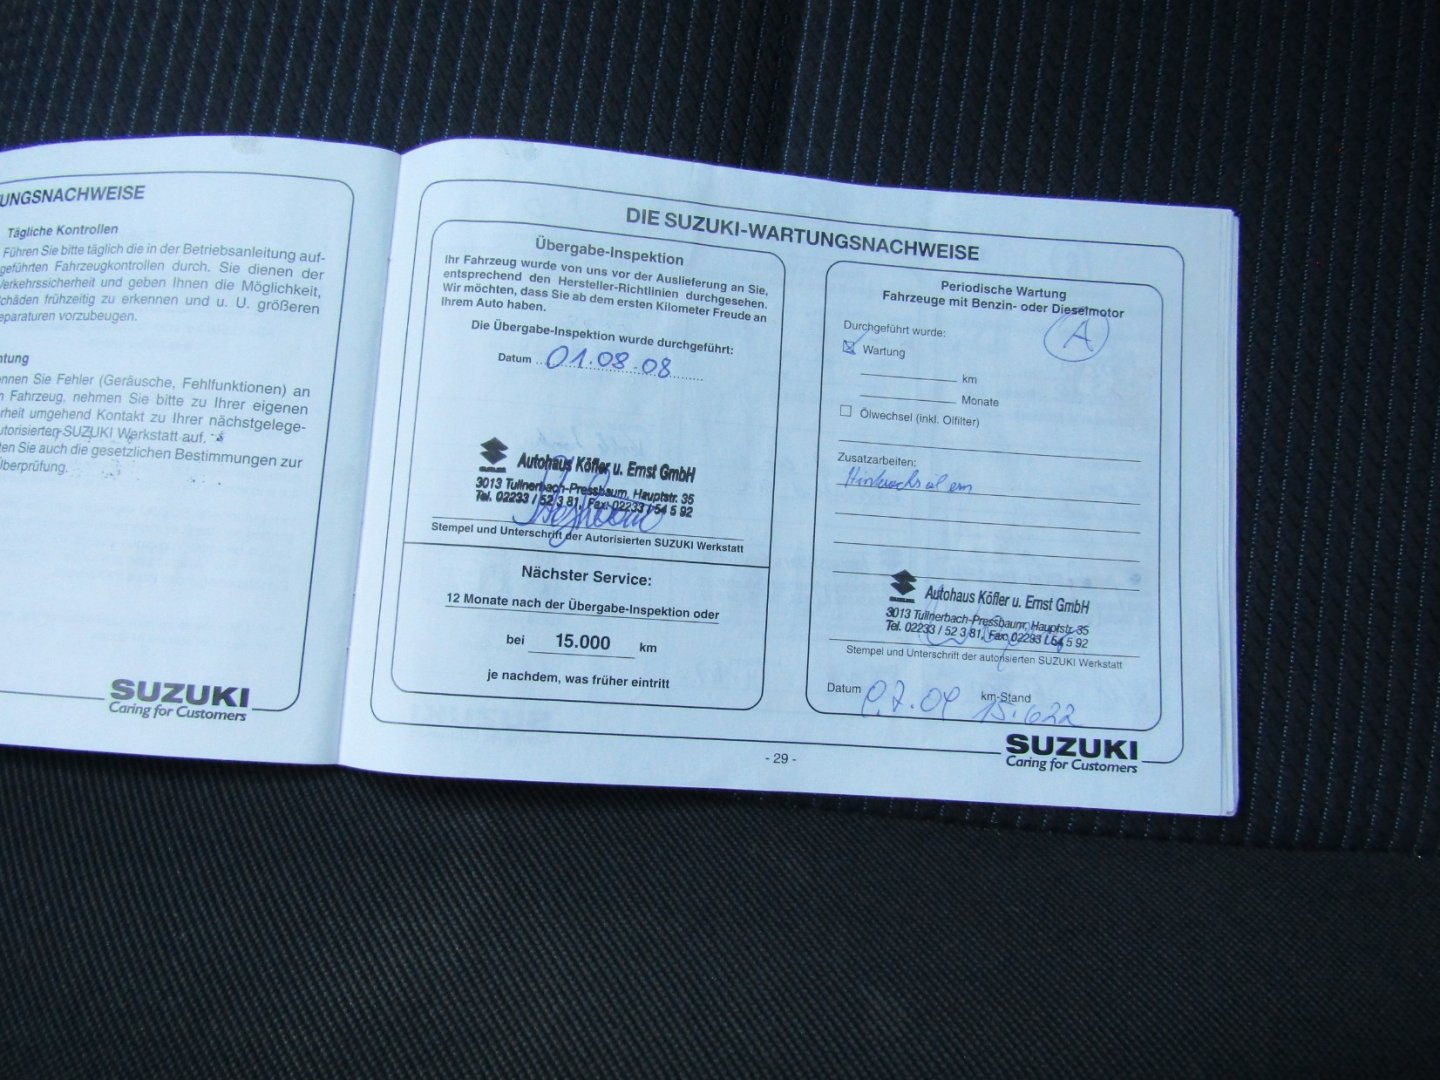 UNGSNACHWEISE
Tägliche Kontrollen
Führen Sie bitte täglich die in der Betriebsanleitung auf-
geführten Fahrzeugkontrollen durch. Sie dienen der
Verkehrssicherheit und geben Ihnen die Möglichkeit,
chäden frühzeitig zu erkennen und u. U. größeren
eparaturen vorzubeugen.
ntung
nnen Sie Fehler (Geräusche, Fehlfunktionen) an
Fahrzeug, nehmen Sie bitte zu Ihrer eigenen
rheit umgehend Kontakt zu Ihrer nächstgelege-
utorisierten SUZUKI Werkstatt auf.
ten Sie auch die gesetzlichen Bestimmungen zur
Überprüfung.
SUZUKI
Caring for Customers
DIE SUZUKI-WARTUNGSNACHWEISE
Übergabe-Inspektion
Ihr Fahrzeug wurde von uns vor der Auslieferung an Sie,
entsprechend den Hersteller-Richtlinien durchgesehen.
Wir möchten, dass Sie ab dem ersten Kilometer Freude an
Ihrem Auto haben.
Die Übergabe-Inspektion wurde durchgeführt:
Datum 01.08.08
Autohaus Köfler u. Ernst GmbH
3013 Tullnerbach-Pressbaum, Hauptstr. 35
Tel. 02233 / 52 3 81, Fax: 02233 / 54 5 92
Stempel und Unterschrift der Autorisierten SUZUKI Werkstatt
Nächster Service:
12 Monate nach der Übergabe-Inspektion oder
bei 15.000 km
je nachdem, was früher eintritt
Periodische Wartung
Fahrzeuge mit Benzin- oder Dieselmotor
A
Durchgeführt wurde:
Wartung
km
Monate
Ölwechsel (inkl. Ölfilter)
Zusatzarbeiten:
Autohaus Köfler u. Ernst GmbH
3013 Tullnerbach-Pressbaum, Hauptstr. 35
Tel. 02233 / 52 3 81, Fax: 02233 / 54 5 92
Stempel und Unterschrift der autorisierten SUZUKI Werkstatt
Datum km-Stand
15.622
SUZUKI
Caring for Customers
- 29 -